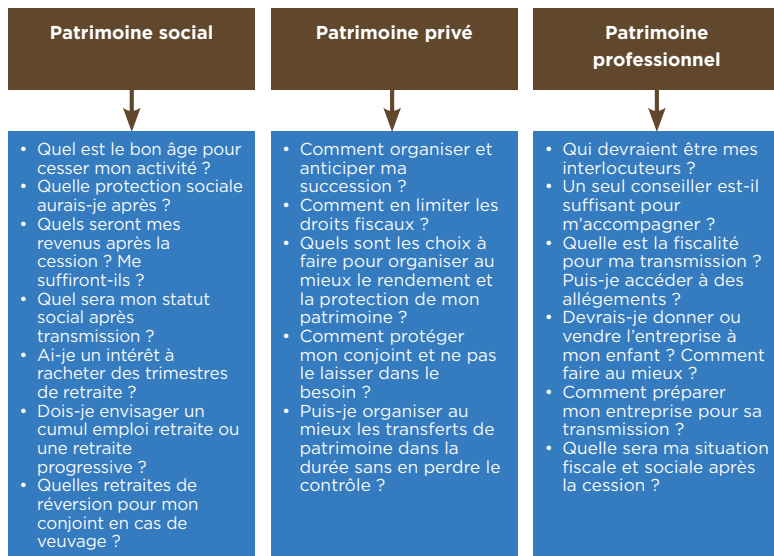 Patrimoine social
• Quel est le bon âge pour
cesser mon activité ?
• Quelle protection sociale
aurais-je après ?
• Quels seront mes
revenus après la
cession ? Me
suffiront-ils ?
• Quel sera mon statut
social après
transmission ?
• Ai-je un intérêt à
racheter des trimestres
de retraite ?
• Dois-je envisager un
cumul emploi retraite ou
une retraite
progressive ?
• Quelles retraites de
réversion pour mon
conjoint en cas de
veuvage ?
Patrimoine privé
• Comment organiser et
anticiper ma
succession ?
• Comment en limiter les
droits fiscaux ?
• Quels sont les choix à
faire pour organiser au
mieux le rendement et
la protection de mon
patrimoine ?
• Comment protéger
mon conjoint et ne pas
le laisser dans le
besoin ?
• Puis-je organiser au
mieux les transferts de
patrimoine dans la
durée sans en perdre le
contrôle ?
Patrimoine
professionnel
• Qui devraient être mes
interlocuteurs ?
• Un seul conseiller est-il
suffisant pour
m’accompagner ?
• Quelle est la fiscalité
pour ma transmission ?
Puis-je accéder à des
allégements ?
• Devrais-je donner ou
vendre l’entreprise à
mon enfant ? Comment
faire au mieux ?
• Comment préparer
mon entreprise pour sa
transmission ?
• Quelle sera ma situation
fiscale et sociale après
la cession ?